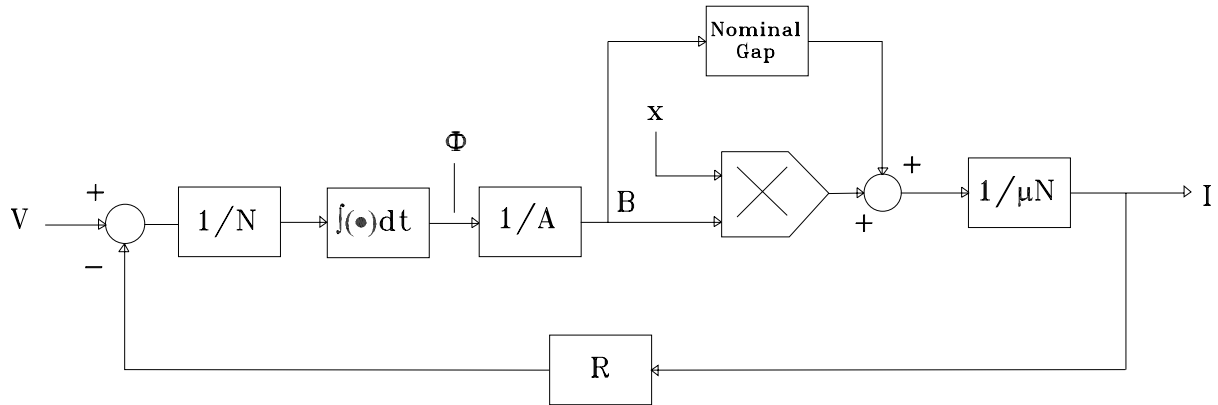 Nominal
Gap
x
Φ
+
+
V
1/N
∫(•)dt
1/A
B
+
1/μN
I
−
R